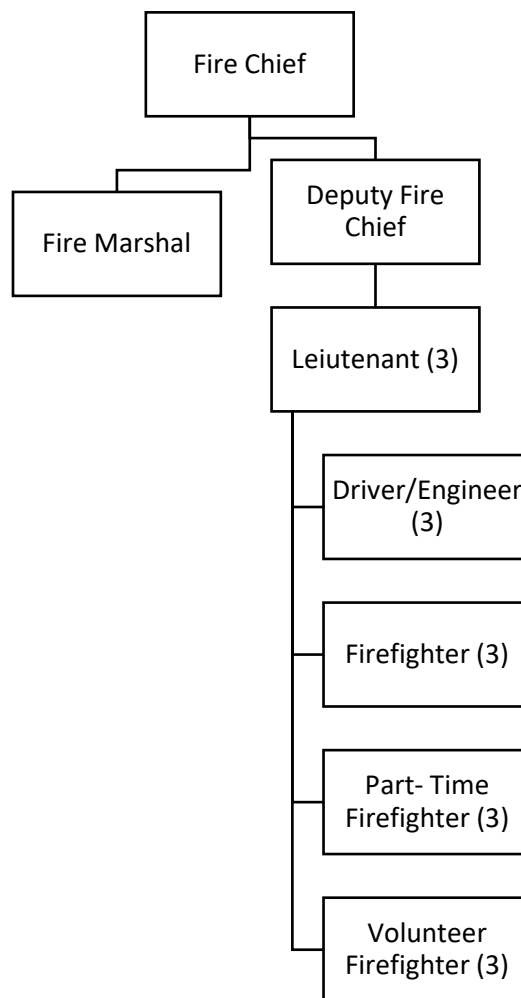 Fire Chief
Fire Marshal
Deputy Fire
Chief
Leiutenant (3)
Driver/Engineer
(3)
Firefighter (3)
Part- Time
Firefighter (3)
Volunteer
Firefighter (3)